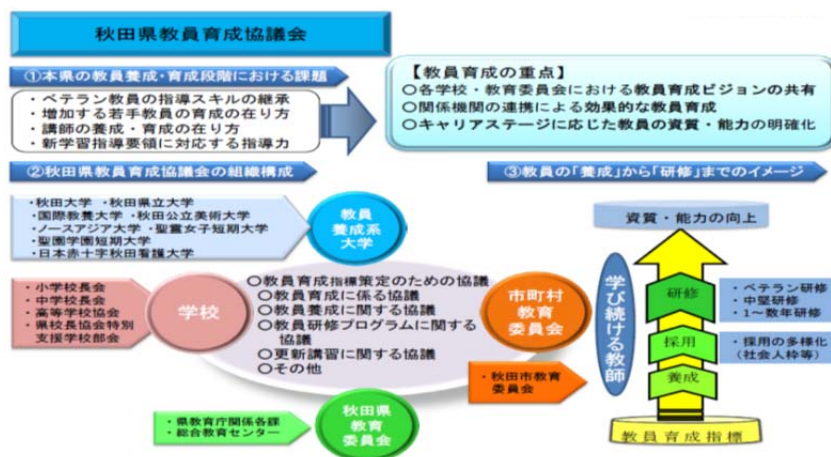 秋田県教員育成協議会
①本県の教員養成・育成段階における課題
・ベテラン教員の指導スキルの継承
・増加する若手教員の育成の在り方
・講師の養成・育成の在り方
・新学習指導要領に対応する指導力
【教員育成の重点】
○各学校・教育委員会における教員育成ビジョンの共有
○関係機関の連携による効果的な教員育成
○キャリアステージに応じた教員の資質・能力の明確化
②秋田県教員育成協議会の組織構成
・秋田大学 ・秋田県立大学
・国際教養大学 ・秋田公立美術大学
・ノースアジア大学 ・聖霊女子短期大学
・聖園学園短期大学
・日本赤十字秋田看護大学
教員
養成系
大学
・小学校長会
・中学校長会
・高等学校協会
・県校長協会特別
支援学校部会
学校
○教員育成指標策定のための協議
○教員育成に係る協議
○教員養成に関する協議
○教員研修プログラムに関する
協議
○更新講習に関する協議
○その他
市町村
教育
委員会
・秋田市教育
委員会
・県教育庁関係各課
・総合教育センター
秋田県
教育
委員会
③教員の「養成」から「研修」までのイメージ
資質・能力の向上
学び続ける教師
研修
・ベテラン研修
・中堅研修
・1～数年研修
採用
・採用の多様化
(社会人枠等)
養成
教員育成指標